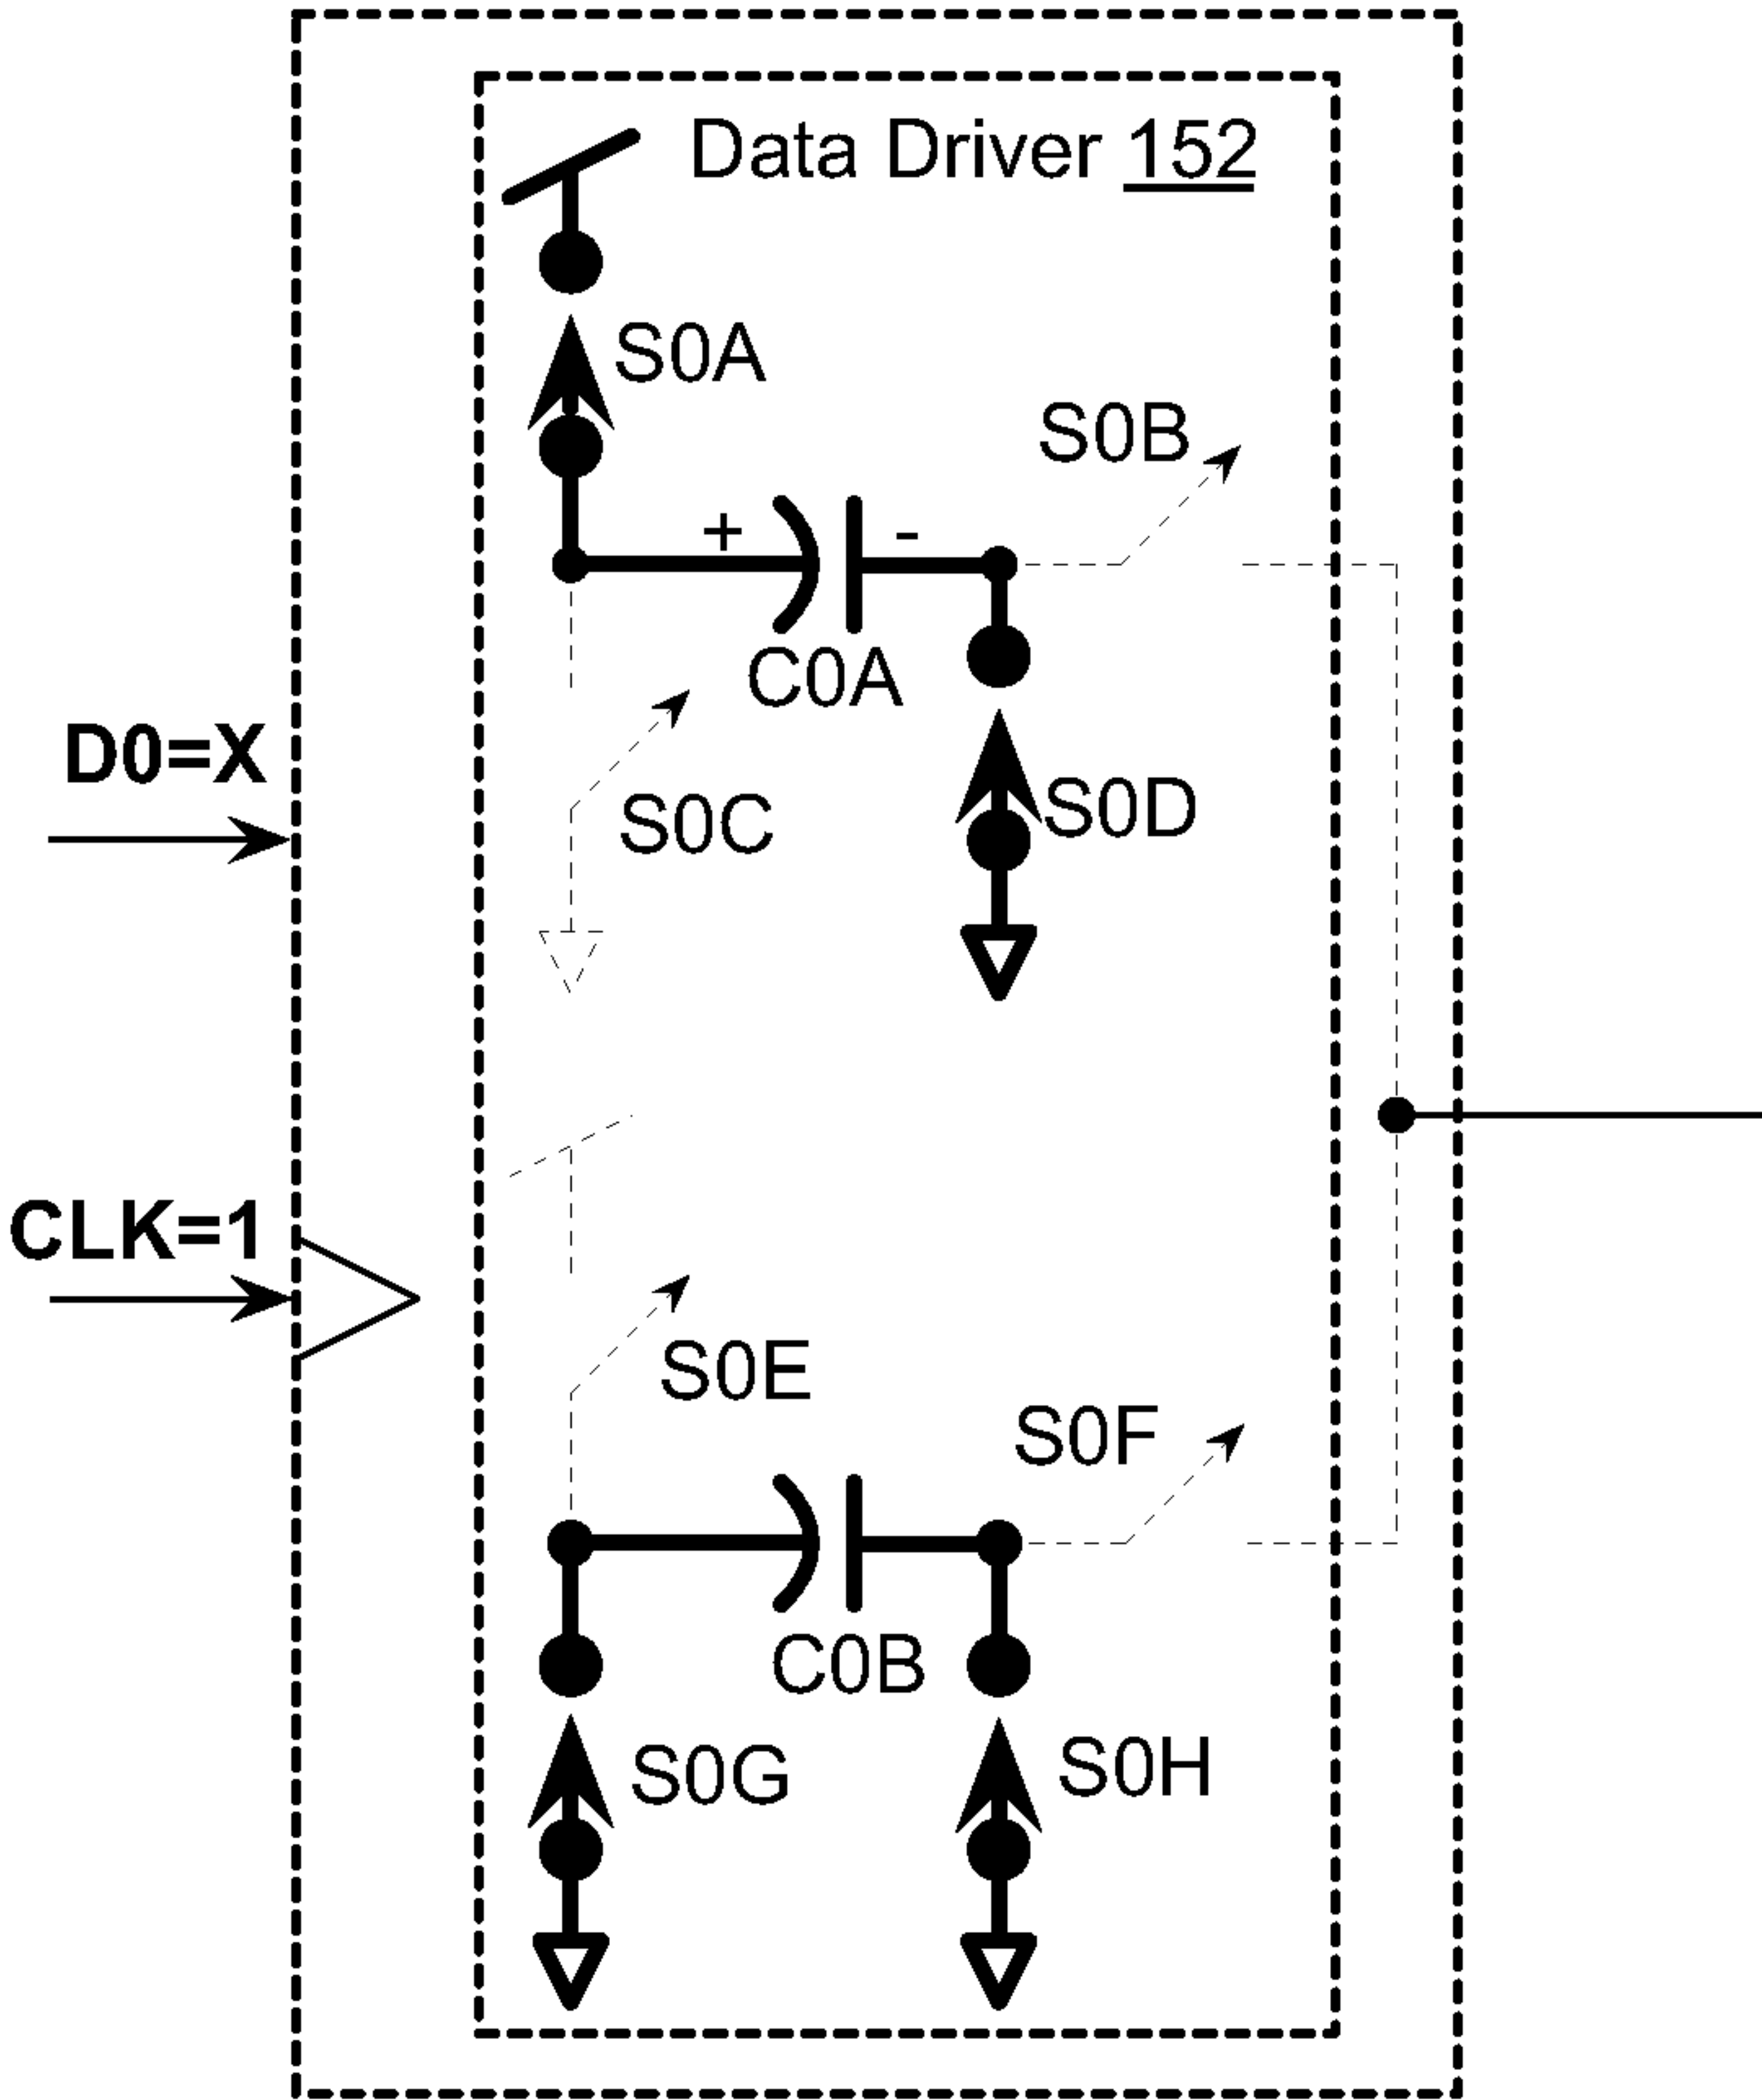 Data Driver 152
S0A
S0B
+ -
C0A
D0=X
S0C
S0D
CLK=1
S0E
S0F
C0B
S0G
S0H